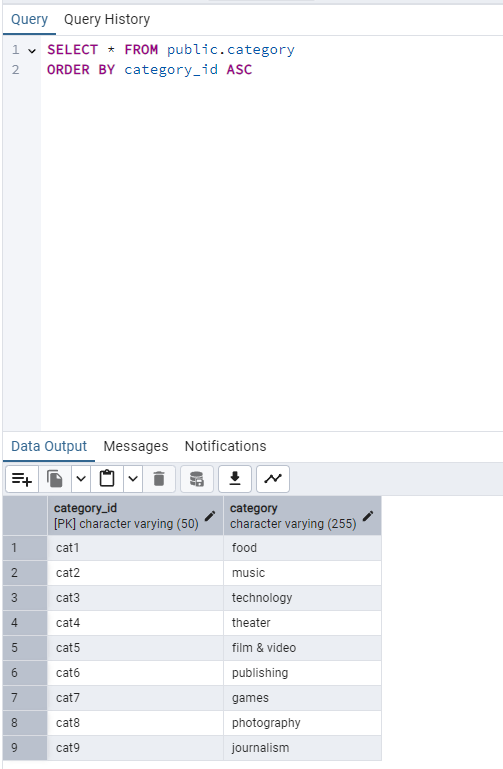 Query Query History
1 SELECT * FROM public.category
2 ORDER BY category_id ASC
Data Output Messages Notifications
category_id category
[PK] character varying (50) character varying (255)
1 cat1 food
2 cat2 music
3 cat3 technology
4 cat4 theater
5 cat5 film & video
6 cat6 publishing
7 cat7 games
8 cat8 photography
9 cat9 journalism